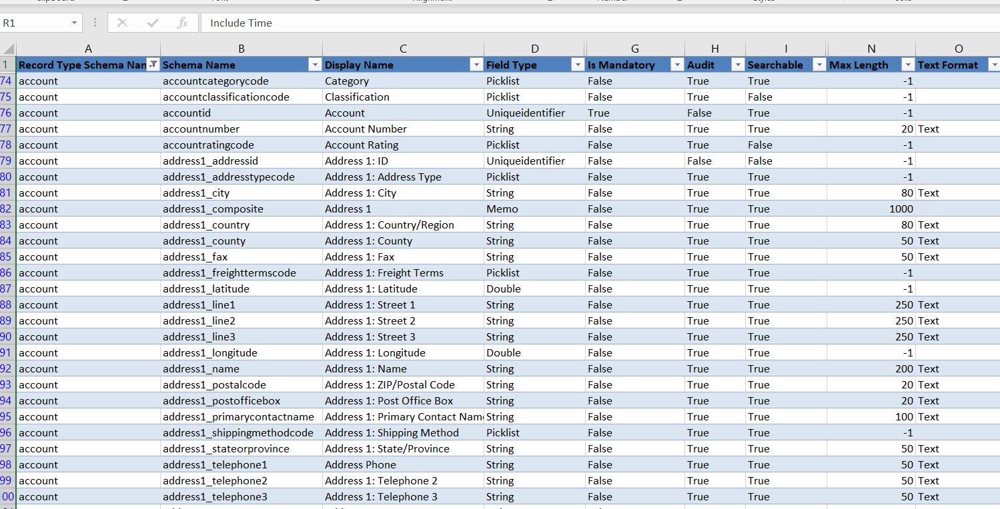 R1 fx Include Time
A B C D G H I N O
1 Record Type Schema Nan Schema Name Display Name Field Type Is Mandatory Audit Searchable Max Length Text Format
74 account accountcategorycode Category Picklist False True True -1
75 account accountclassificationcode Classification Picklist False True False -1
76 account accountid Account Uniqueidentifier True False True -1
77 account accountnumber Account Number String False True True 20 Text
78 account accountratingcode Account Rating Picklist False True False -1
79 account address1_addressid Address 1: ID Uniqueidentifier False False False -1
80 account address1_addresstypecode Address 1: Address Type Picklist False True True -1
81 account address1_city Address 1: City String False True True 80 Text
82 account address1_composite Address 1 Memo False True True 1000
83 account address1_country Address 1: Country/Region String False True True 80 Text
84 account address1_county Address 1: County String False True True 50 Text
85 account address1_fax Address 1: Fax String False True True 50 Text
86 account address1_freighttermscode Address 1: Freight Terms Picklist False True True -1
87 account address1_latitude Address 1: Latitude Double False True True -1
88 account address1_line1 Address 1: Street 1 String False True True 250 Text
89 account address1_line2 Address 1: Street 2 String False True True 250 Text
90 account address1_line3 Address 1: Street 3 String False True True 250 Text
91 account address1_longitude Address 1: Longitude Double False True True -1
92 account address1_name Address 1: Name String False True True 200 Text
93 account address1_postalcode Address 1: ZIP/Postal Code String False True True 20 Text
94 account address1_postofficebox Address 1: Post Office Box String False True True 20 Text
95 account address1_primarycontactname Address 1: Primary Contact Nam String False True True 100 Text
96 account address1_shippingmethodcode Address 1: Shipping Method Picklist False True True -1
97 account address1_stateorprovince Address 1: State/Province String False True True 50 Text
98 account address1_telephone1 Address Phone String False True True 50 Text
99 account address1_telephone2 Address 1: Telephone 2 String False True True 50 Text
100 account address1_telephone3 Address 1: Telephone 3 String False True True 50 Text